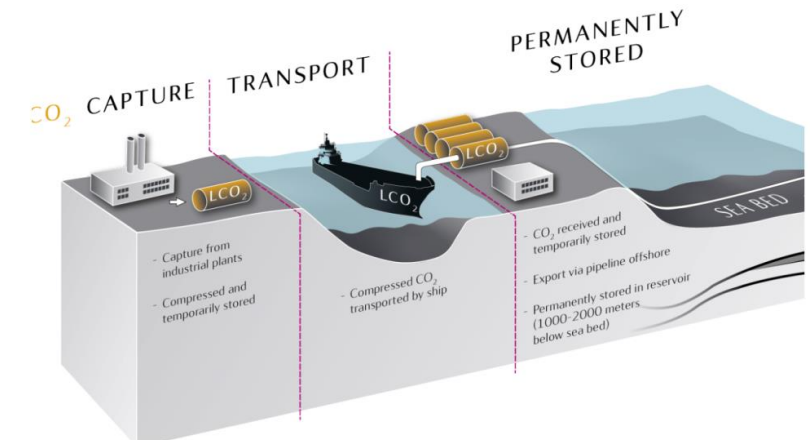 CO₂ CAPTURE
TRANSPORT
PERMANENTLY
STORED
LCO₂
LCO₂
LCO₂
SEA BED
- Capture from
industrial plants
- Compressed and
temporarily stored
- Compressed CO₂
transported by ship
- CO₂ received and
temporarily stored
- Export via pipeline offshore
- Permanently stored in reservoir
(1000-2000 meters
below sea bed)